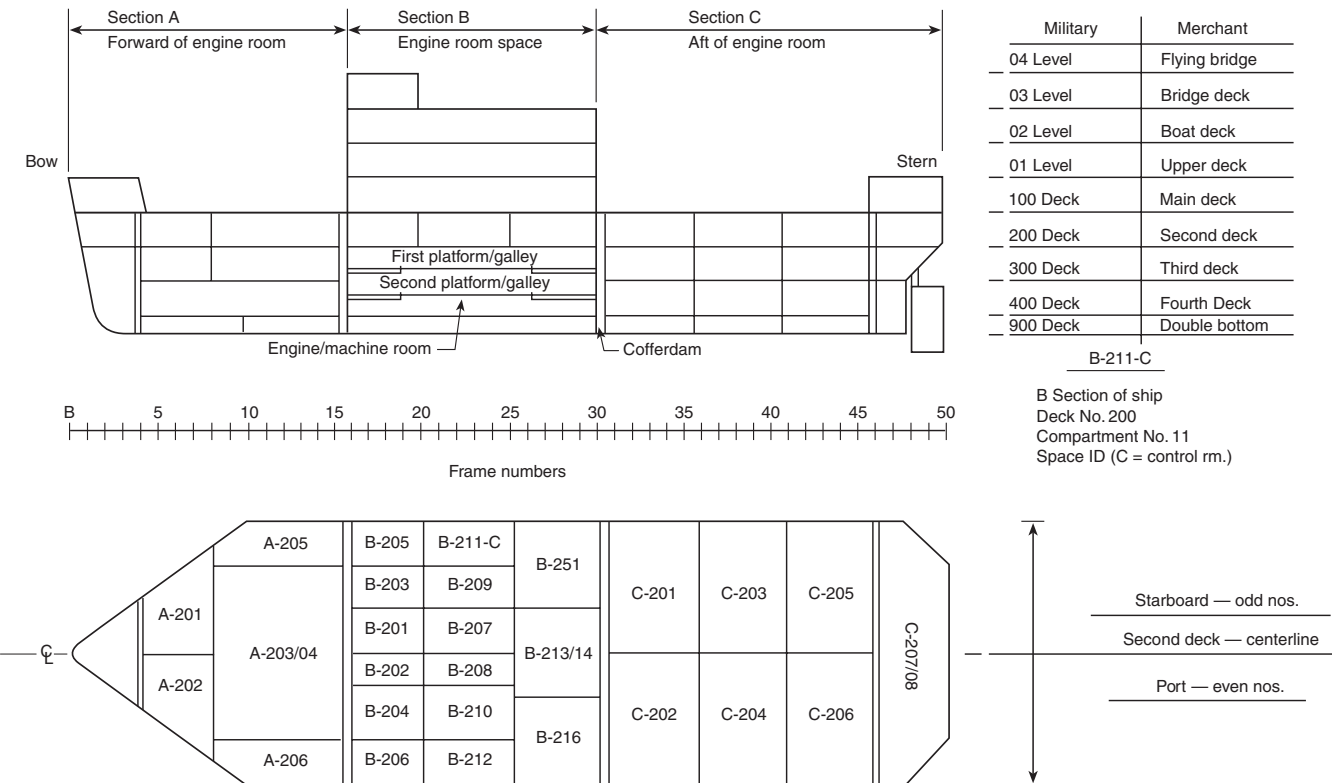 Section A
Forward of engine room
Section B
Engine room space
Section C
Aft of engine room
Bow
Stern
First platform/galley
Second platform/galley
Engine/machine room
Cofferdam
Military Merchant
04 Level Flying bridge
03 Level Bridge deck
02 Level Boat deck
01 Level Upper deck
100 Deck Main deck
200 Deck Second deck
300 Deck Third deck
400 Deck Fourth Deck
900 Deck Double bottom
B-211-C
B Section of ship
Deck No. 200
Compartment No. 11
Space ID (C = control rm.)
B 5 10 15 20 25 30 35 40 45 50
Frame numbers
A-205 B-205 B-211-C
B-251
B-203 B-209
C-201 C-203 C-205
A-201
B-201 B-207
A-203/04
B-213/14
C-207/08
B-202 B-208
A-202
B-204 B-210
C-202 C-204 C-206
B-216
A-206 B-206 B-212
℄
Starboard — odd nos.
Second deck — centerline
Port — even nos.